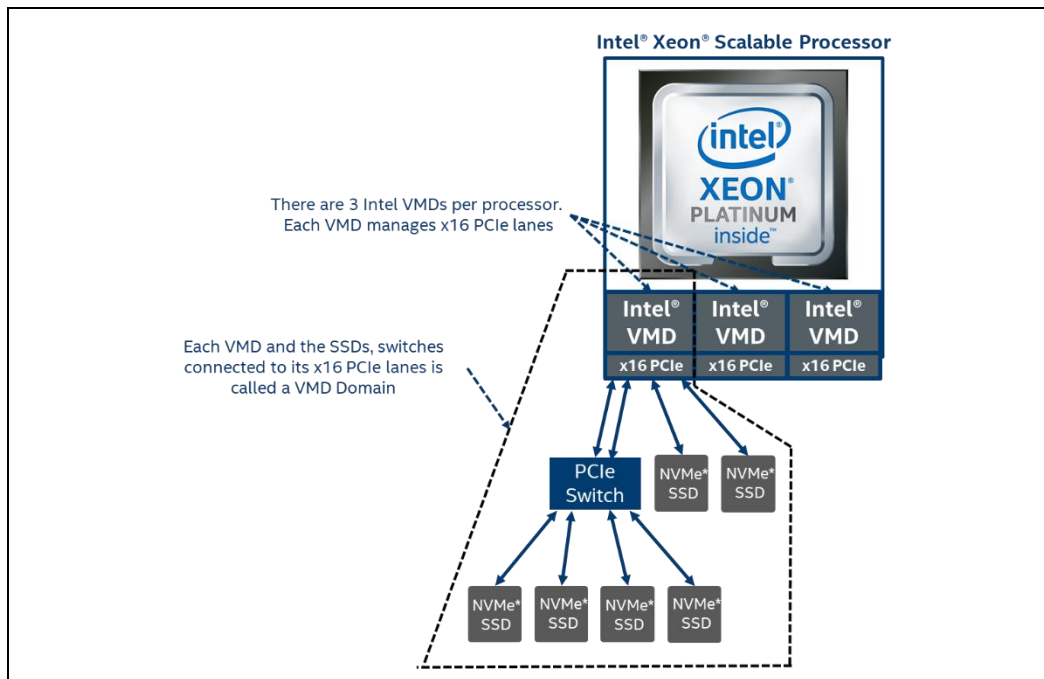 Intel® Xeon® Scalable Processor
intel®
XEON®
PLATINUM
inside™
There are 3 Intel VMDs per processor.
Each VMD manages x16 PCIe lanes
Intel® VMD
Intel® VMD
Intel® VMD
x16 PCIe
x16 PCIe
x16 PCIe
Each VMD and the SSDs, switches
connected to its x16 PCIe lanes is
called a VMD Domain
PCIe
Switch
NVMe*
SSD
NVMe*
SSD
NVMe*
SSD
NVMe*
SSD
NVMe*
SSD
NVMe*
SSD